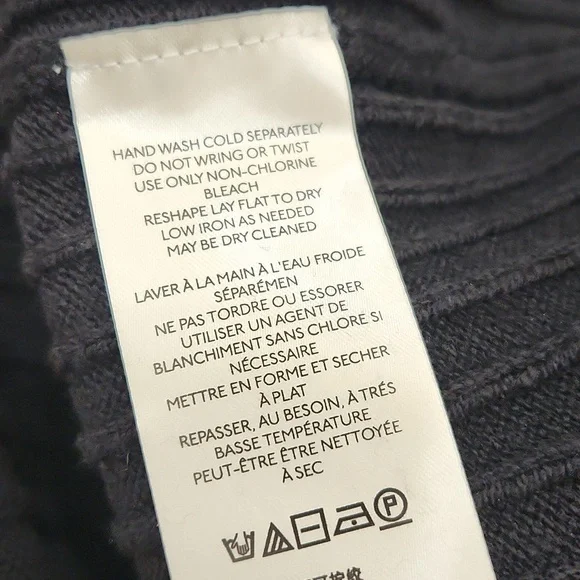 HAND WASH COLD SEPARATELY
DO NOT WRING OR TWIST
USE ONLY NON-CHLORINE
BLEACH
RESHAPE LAY FLAT TO DRY
LOW IRON AS NEEDED
MAY BE DRY CLEANED
LAVER À LA MAIN À L'EAU FROIDE
SÉPARÉMEN
NE PAS TORDRE OU ESSORER
UTILISER UN AGENT DE
BLANCHIMENT SANS CHLORE SI
NÉCESSAIRE
METTRE EN FORME ET SECHER
À PLAT
REPASSER, AU BESOIN, À TRÉS
BASSE TEMPÉRATURE
PEUT-ÊTRE ÊTRE NETTOYÉE
À SEC
P
可拧绞